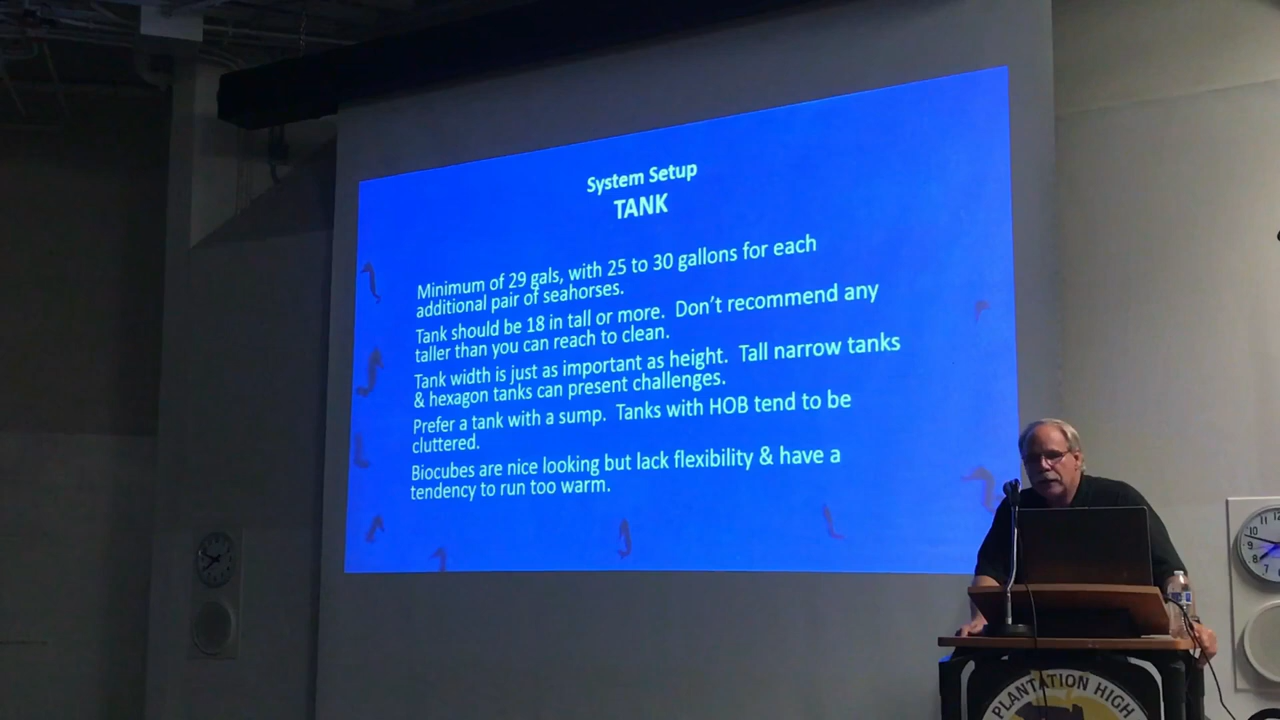 System Setup
TANK
Minimum of 29 gals, with 25 to 30 gallons for each
additional pair of seahorses.
Tank should be 18 in tall or more.  Don't recommend any
taller than you can reach to clean.
Tank width is just as important as height.  Tall narrow tanks
& hexagon tanks can present challenges.
Prefer a tank with a sump.  Tanks with HOB tend to be
cluttered.
Biocubes are nice looking but lack flexibility & have a
tendency to run too warm.
PLANTATION HIGH